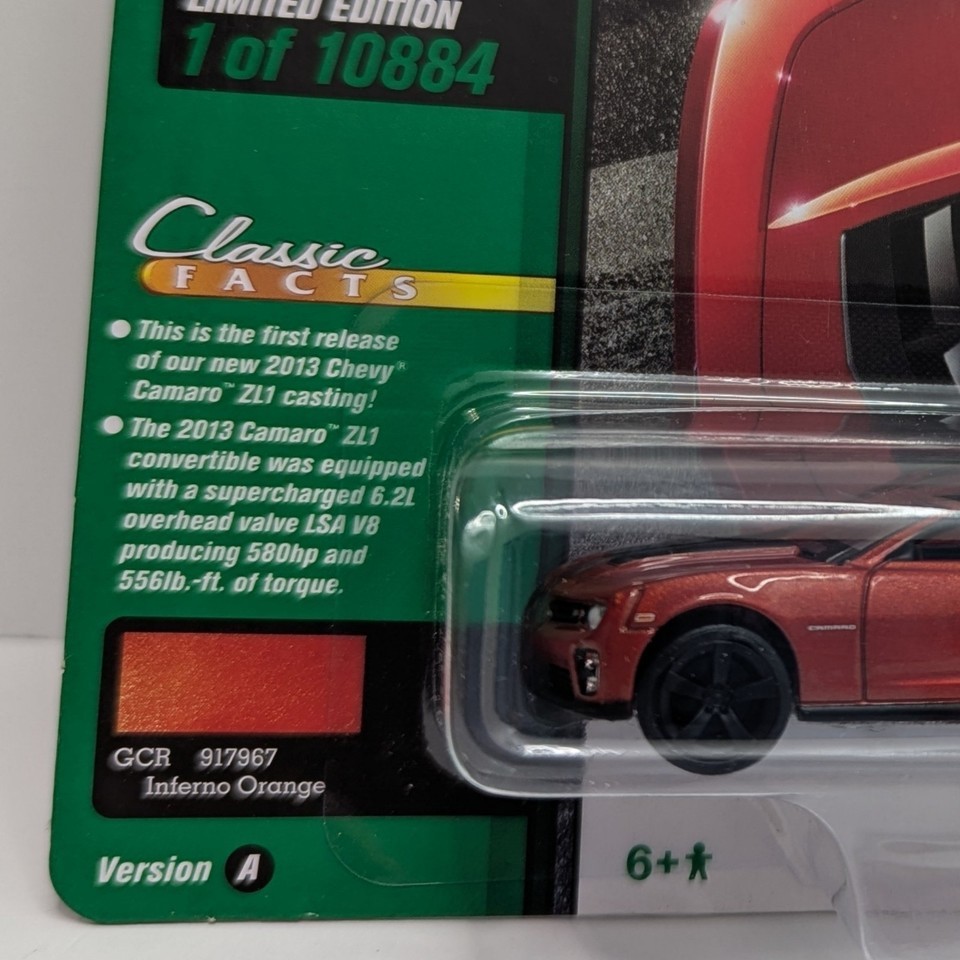 LIMITED EDITION
1 of 10884
Classic
FACTS
This is the first release
of our new 2013 Chevy®
Camaro™ ZL1 casting!
The 2013 Camaro™ ZL1
convertible was equipped
with a supercharged 6.2L
overhead valve LSA V8
producing 580hp and
556lb.-ft. of torque.
CAMARO
GCR 917967
Inferno Orange
Version A
6+